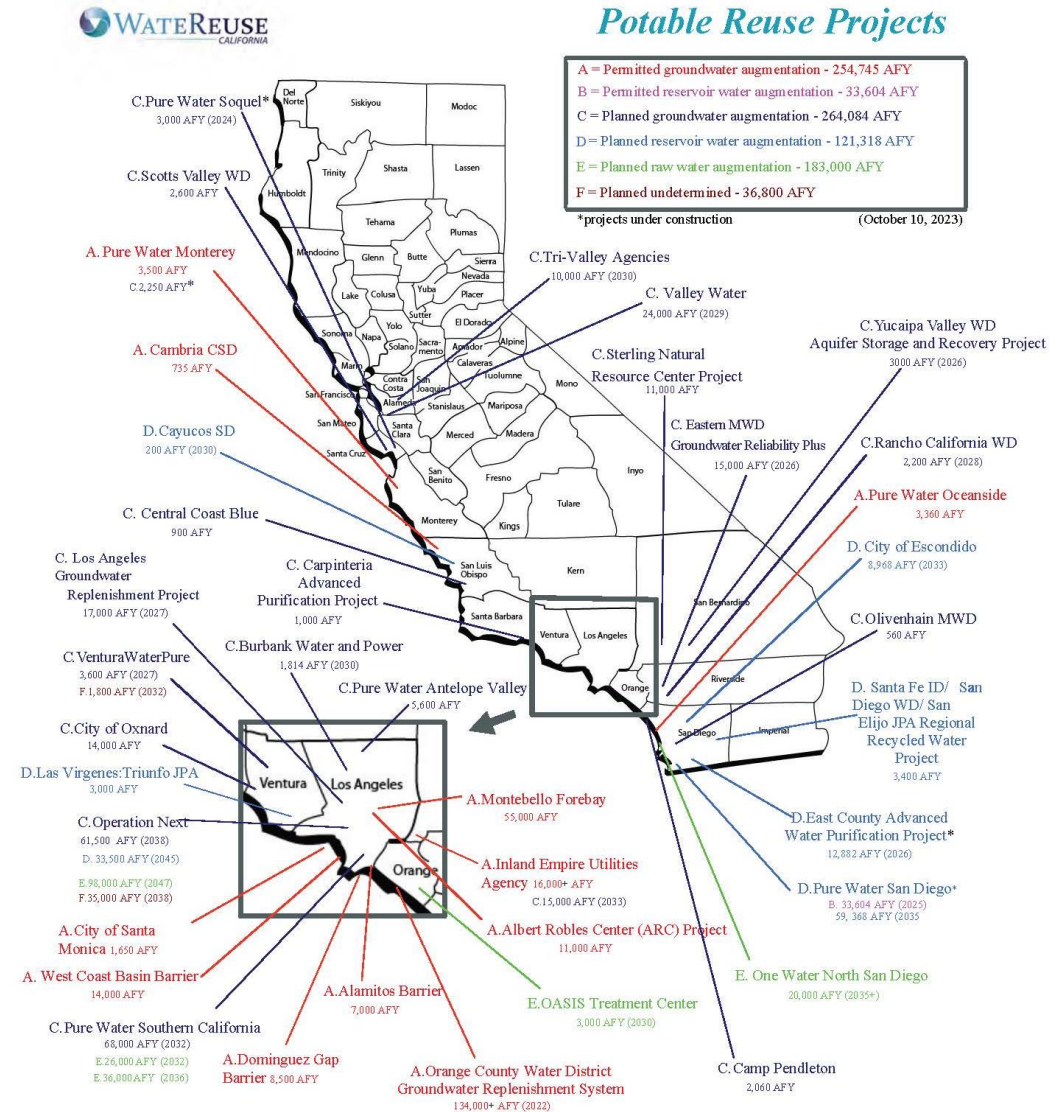 WATEREUSE
CALIFORNIA
Potable Reuse Projects
A = Permitted groundwater augmentation - 254,745 AFY
B = Permitted reservoir water augmentation - 33,604 AFY
C = Planned groundwater augmentation - 264,084 AFY
D = Planned reservoir water augmentation - 121,318 AFY
E = Planned raw water augmentation - 183,000 AFY
F = Planned undetermined - 36,800 AFY
*projects under construction (October 10, 2023)
C.Pure Water Soquel*
3,000 AFY (2024)
C.Scotts Valley WD
2,600 AFY
A. Pure Water Monterey
3,500 AFY
C.2,250 AFY*
A. Cambria CSD
735 AFY
D.Cayucos SD
200 AFY (2030)
C. Central Coast Blue
900 AFY
C. Los Angeles
Groundwater
Replenishment Project
17,000 AFY (2027)
C. Carpinteria
Advanced
Purification Project
1,000 AFY
C.VenturaWaterPure
3,600 AFY (2027)
F.1,800 AFY (2032)
C.Burbank Water and Power
1,814 AFY (2030)
C.Pure Water Antelope Valley
5,600 AFY
C.City of Oxnard
14,000 AFY
D.Las Virgenes:Triunfo JPA
3,000 AFY
C.Operation Next
61,500 AFY (2038)
D. 33,500 AFY (2045)
E.98,000 AFY (2047)
F.35,000 AFY (2038)
A.City of Santa
Monica 1,650 AFY
A. West Coast Basin Barrier
14,000 AFY
C.Pure Water Southern California
68,000 AFY (2032)
E.26,000 AFY (2032)
E.36,000AFY (2036)
A.Dominguez Gap
Barrier 8,500 AFY
A.Alamitos Barrier
7,000 AFY
A.Orange County Water District
Groundwater Replenishment System
134,000+ AFY (2022)
A.Montebello Forebay
55,000 AFY
A.Inland Empire Utilities
Agency 16,000+ AFY
C.15,000 AFY (2033)
A.Albert Robles Center (ARC) Project
11,000 AFY
E.OASIS Treatment Center
3,000 AFY (2030)
C.Tri-Valley Agencies
10,000 AFY (2030)
C. Valley Water
24,000 AFY (2029)
C.Yucaipa Valley WD
Aquifer Storage and Recovery Project
3000 AFY (2026)
C.Sterling Natural
Resource Center Project
11,000 AFY
C. Eastern MWD
Groundwater Reliability Plus
15,000 AFY (2026)
C.Rancho California WD
2,200 AFY (2028)
A.Pure Water Oceanside
3,360 AFY
D. City of Escondido
8,968 AFY (2033)
C.Olivenhain MWD
560 AFY
D. Santa Fe ID/ San
Diego WD/ San
Elijo JPA Regional
Recycled Water
Project
3,400 AFY
D.East County Advanced
Water Purification Project*
12,882 AFY (2026)
D.Pure Water San Diego*
B. 33,604 AFY (2025)
59, 368 AFY (2035
E. One Water North San Diego
20,000 AFY (2035+)
C.Camp Pendleton
2,060 AFY
Del
Norte
Siskiyou
Modoc
Humboldt
Trinity
Shasta
Lassen
Tehama
Plumas
Mendocino
Glenn
Butte
Sierra
Nevada
Lake
Colusa
Yuba
Placer
Sutter
El Dorado
Sonoma
Napa
Yolo
Solano
Sacra-
mento
Amador
Alpine
Calaveras
Marin
Contra
Costa
San
Joaquin
Tuolumne
Mono
San Francisco
Alameda
Stanislaus
Mariposa
San Mateo
Santa
Clara
Merced
Madera
Santa Cruz
San
Benito
Fresno
Inyo
Monterey
Kings
Tulare
San Luis
Obispo
Kern
Santa Barbara
Ventura
Los Angeles
San Bernardino
Orange
Riverside
San Diego
Imperial
Ventura
Los Angeles
Orange